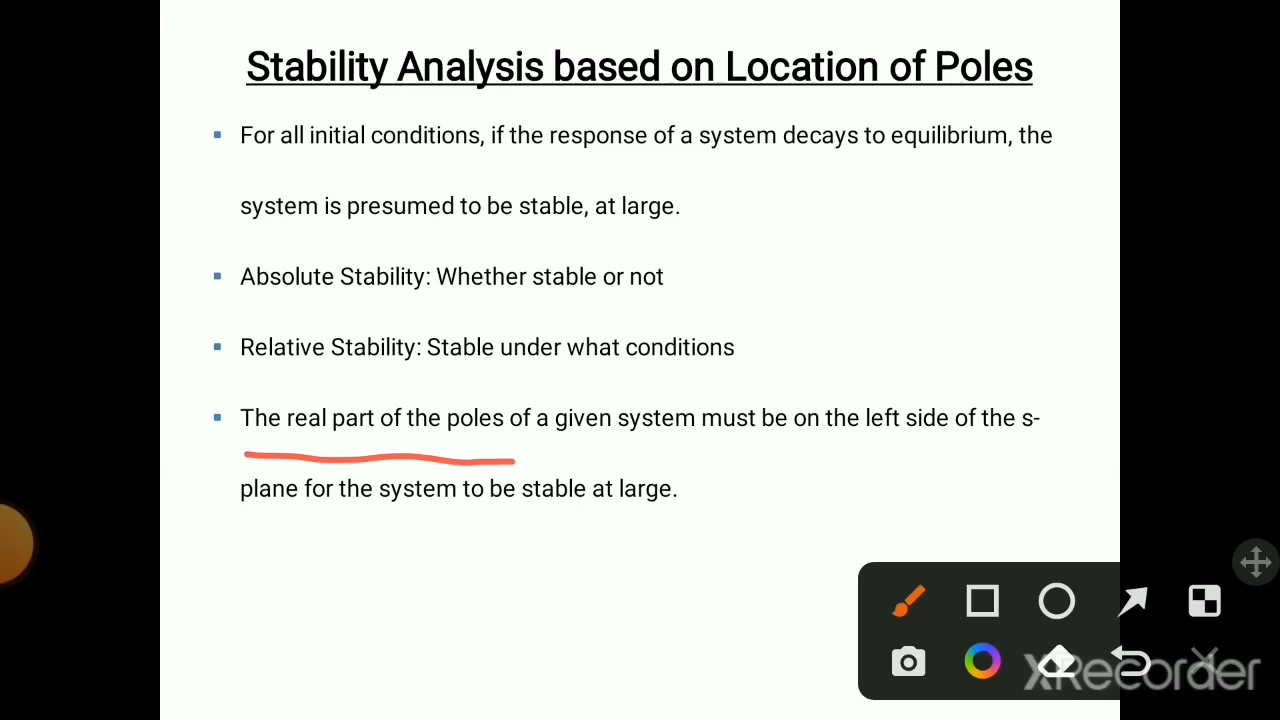 Stability Analysis based on Location of Poles
▪ For all initial conditions, if the response of a system decays to equilibrium, the
system is presumed to be stable, at large.
▪ Absolute Stability: Whether stable or not
▪ Relative Stability: Stable under what conditions
▪ The real part of the poles of a given system must be on the left side of the s-
plane for the system to be stable at large.
XRecorder